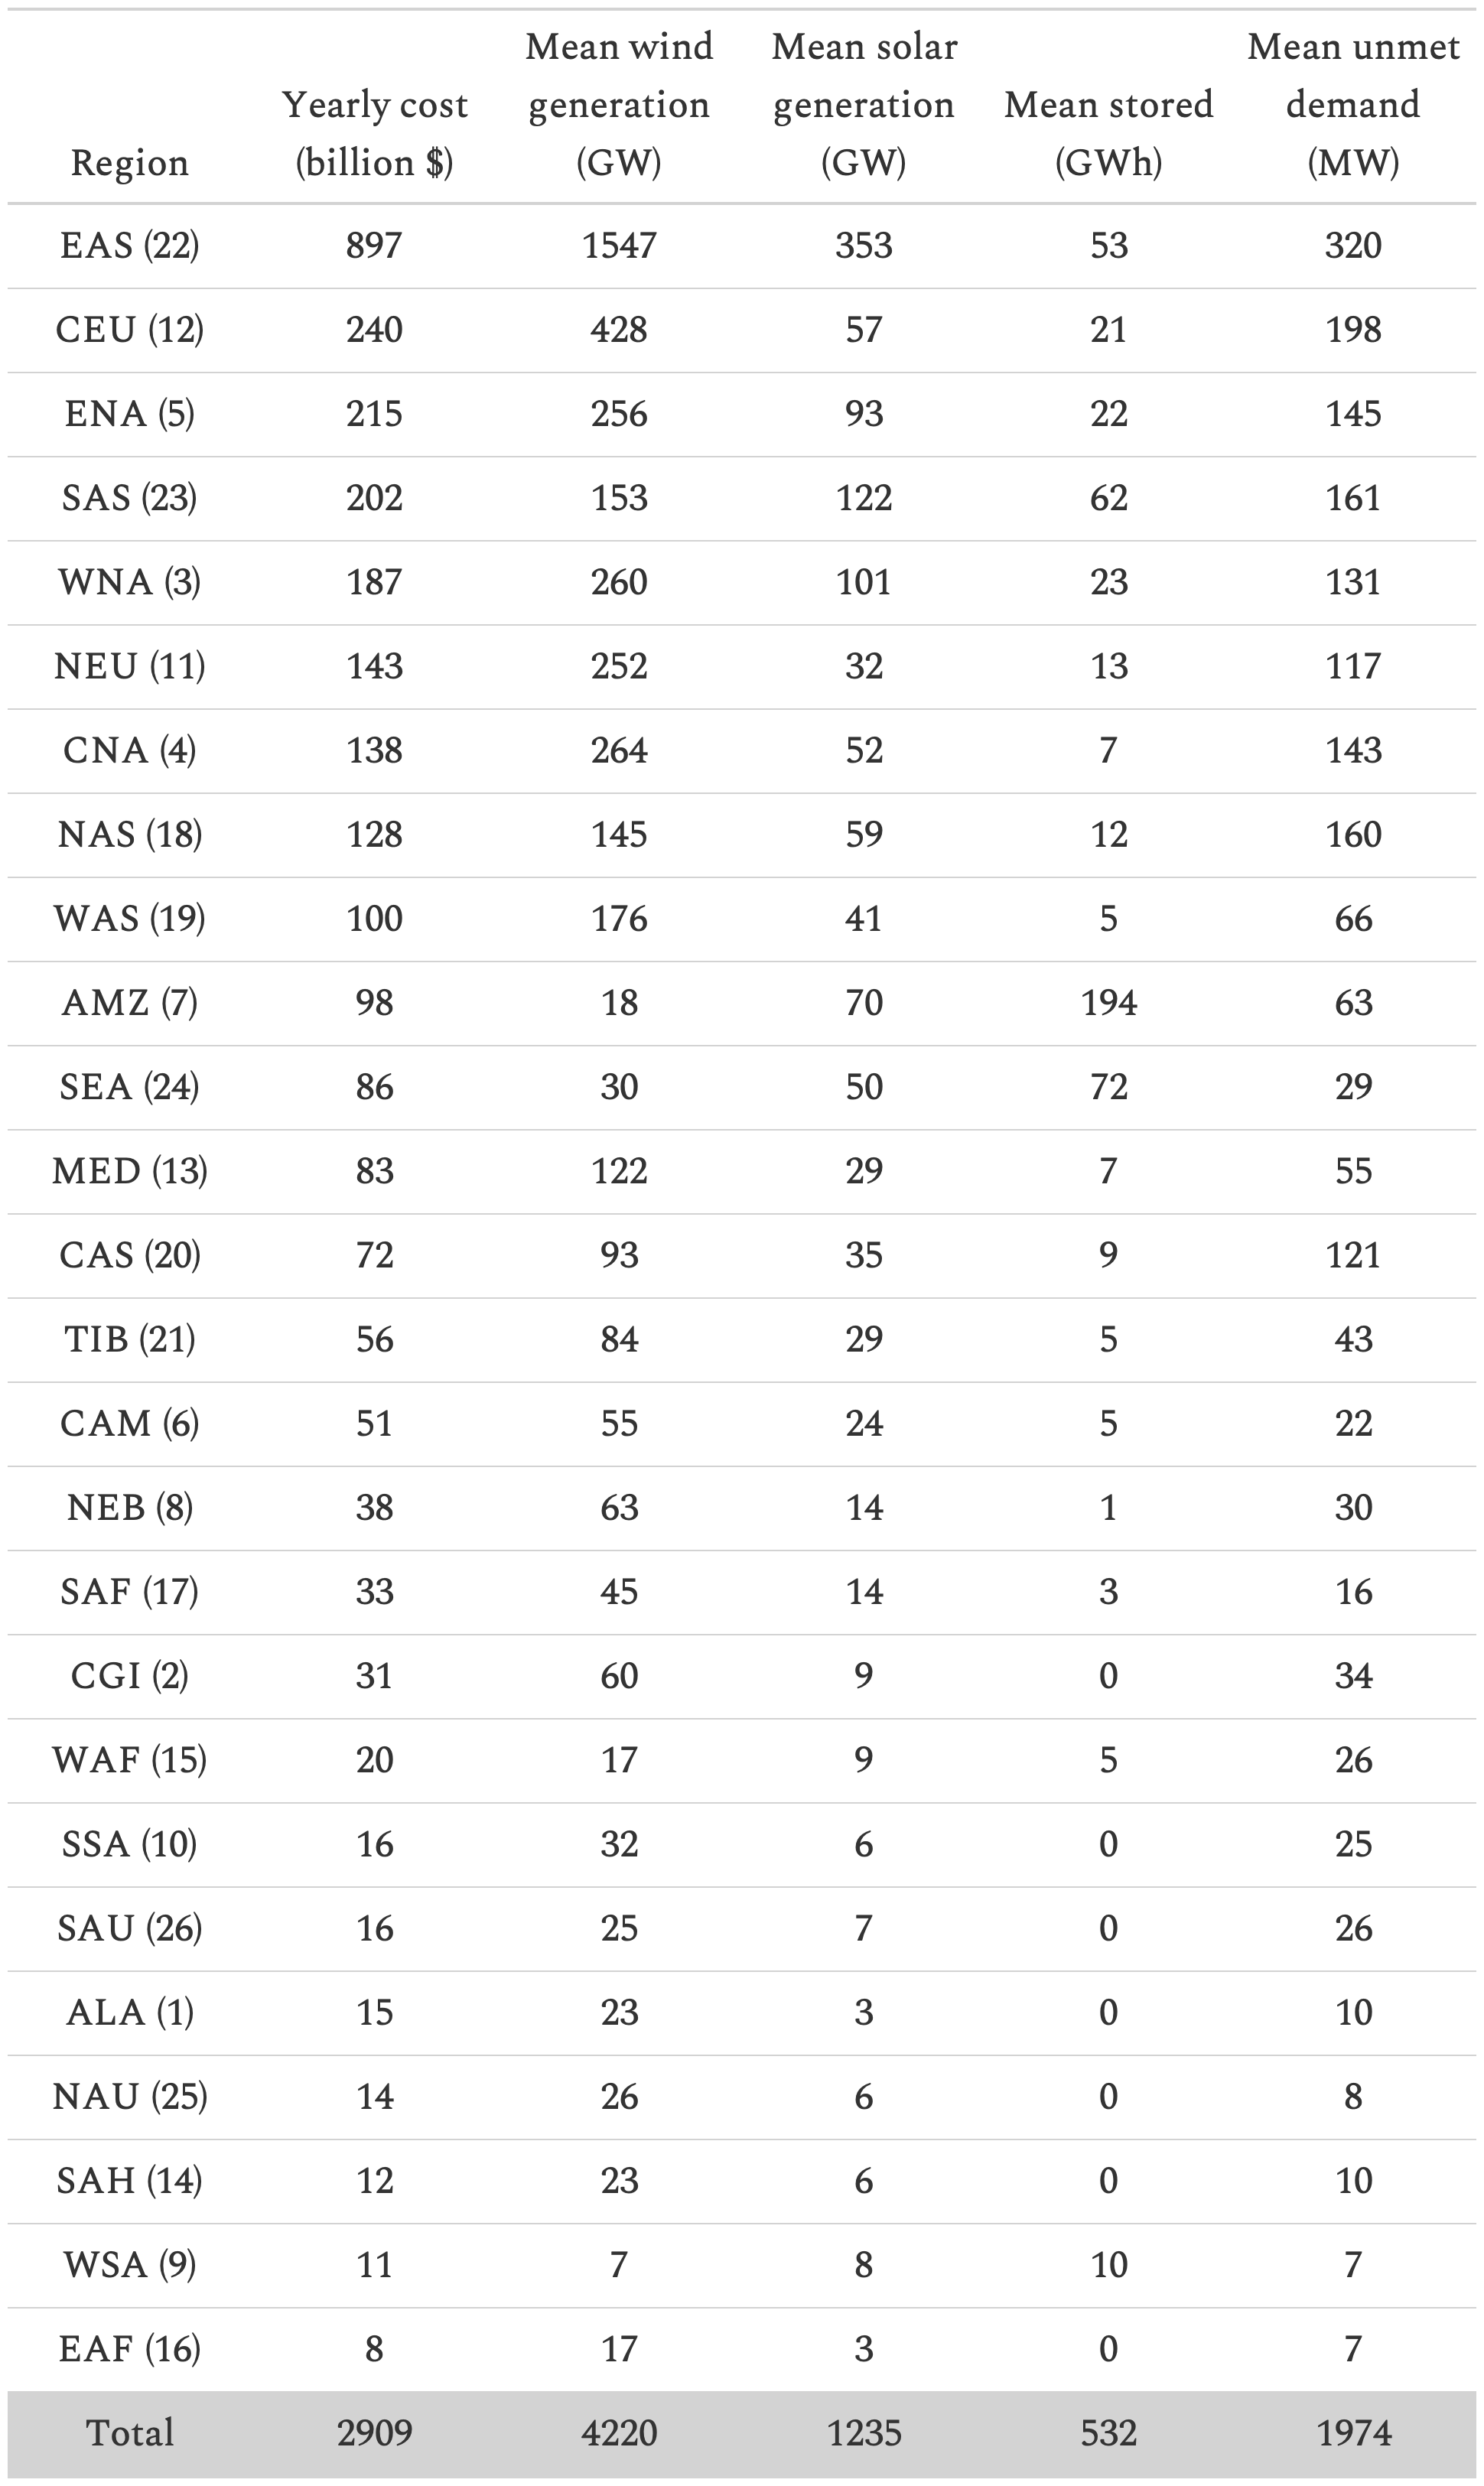 Region Yearly cost (billion $) Mean wind generation (GW) Mean solar generation (GW) Mean stored (GWh) Mean unmet demand (MW)
EAS (22) 897 1547 353 53 320
CEU (12) 240 428 57 21 198
ENA (5) 215 256 93 22 145
SAS (23) 202 153 122 62 161
WNA (3) 187 260 101 23 131
NEU (11) 143 252 32 13 117
CNA (4) 138 264 52 7 143
NAS (18) 128 145 59 12 160
WAS (19) 100 176 41 5 66
AMZ (7) 98 18 70 194 63
SEA (24) 86 30 50 72 29
MED (13) 83 122 29 7 55
CAS (20) 72 93 35 9 121
TIB (21) 56 84 29 5 43
CAM (6) 51 55 24 5 22
NEB (8) 38 63 14 1 30
SAF (17) 33 45 14 3 16
CGI (2) 31 60 9 0 34
WAF (15) 20 17 9 5 26
SSA (10) 16 32 6 0 25
SAU (26) 16 25 7 0 26
ALA (1) 15 23 3 0 10
NAU (25) 14 26 6 0 8
SAH (14) 12 23 6 0 10
WSA (9) 11 7 8 10 7
EAF (16) 8 17 3 0 7
Total 2909 4220 1235 532 1974